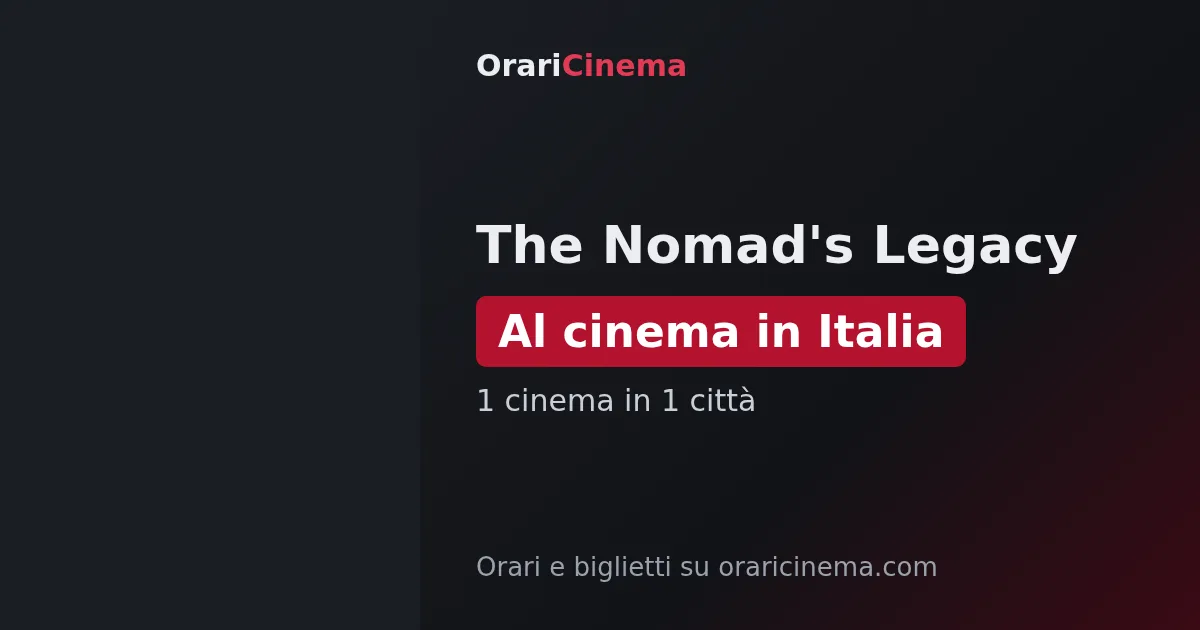 OrariCinema
The Nomad's Legacy
Al cinema in Italia
1 cinema in 1 città
Orari e biglietti su oraricinema.com